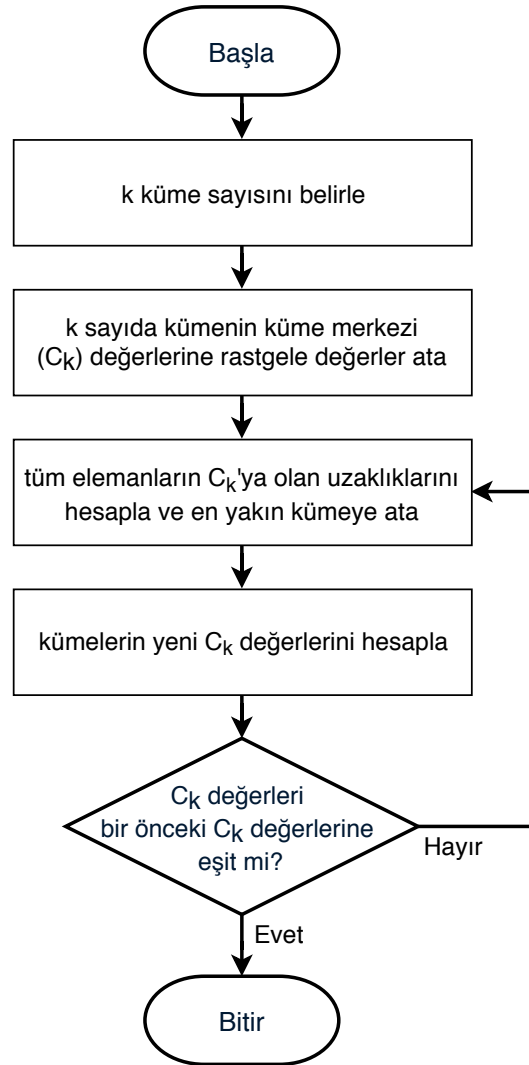 Başla
k küme sayısını belirle
k sayıda kümenin küme merkezi
(Ck) değerlerine rastgele değerler ata
tüm elemanların Ck'ya olan uzaklıklarını
hesapla ve en yakın kümeye ata
kümelerin yeni Ck değerlerini hesapla
Ck değerleri
bir önceki Ck değerlerine
eşit mi?
Hayır
Evet
Bitir